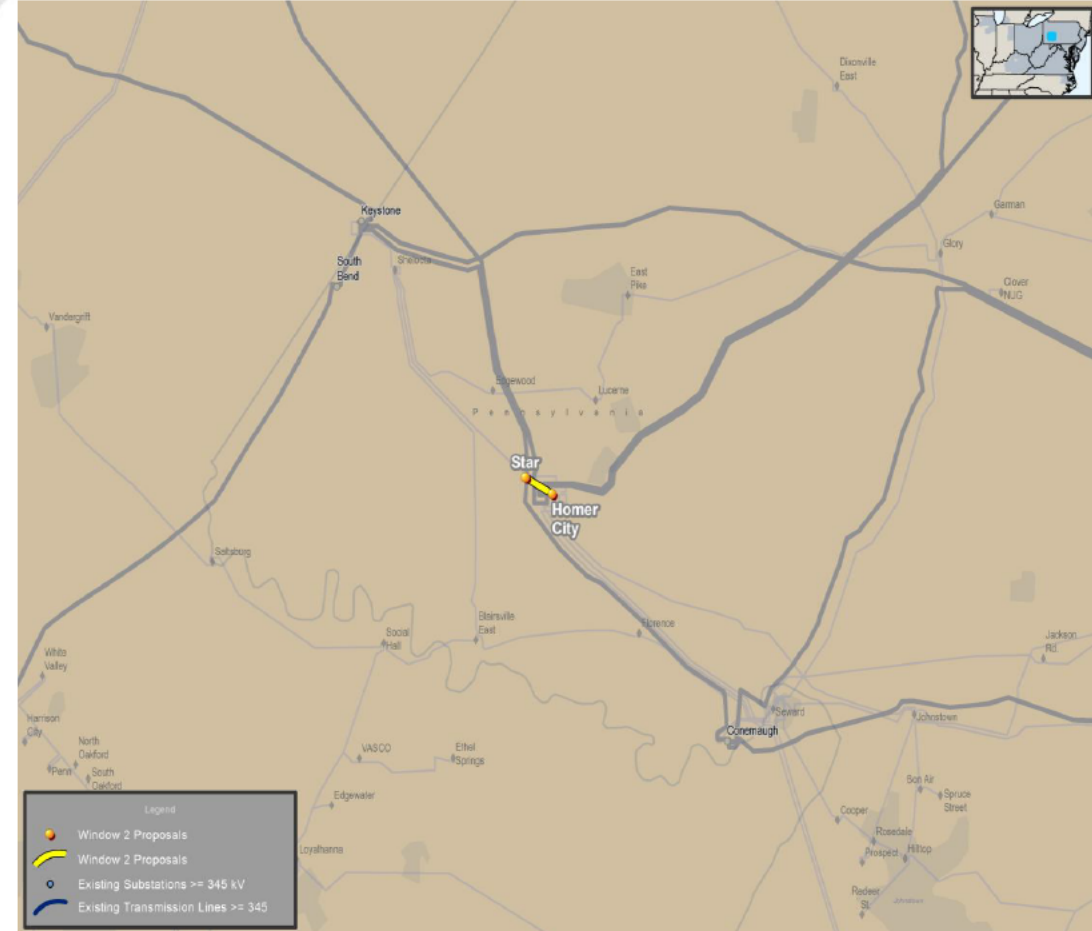 Dixonville
East
Garman
Keystone
Glory
South
Bend
Shelocta
East
Pike
Clover
NUG
Vandergrift
Edgewood
Lucerne
Pennsylvania
Star
Homer
City
Saltsburg
Blairsville
East
Social
Hall
Florence
Jackson
Rd.
White
Valley
Harrison
City
Seward
Johnstown
Conemaugh
North
Oakford
Penn
South
Oakford
VASCO
Ethel
Springs
Son Air
Spruce
Street
Edgewater
Cooper
Rosedale
Loyalhanna
Prospect
Hilltop
Johnstown
Legend
Window 2 Proposals
Window 2 Proposals
Existing Substations >= 345 kV
Existing Transmission Lines >= 345